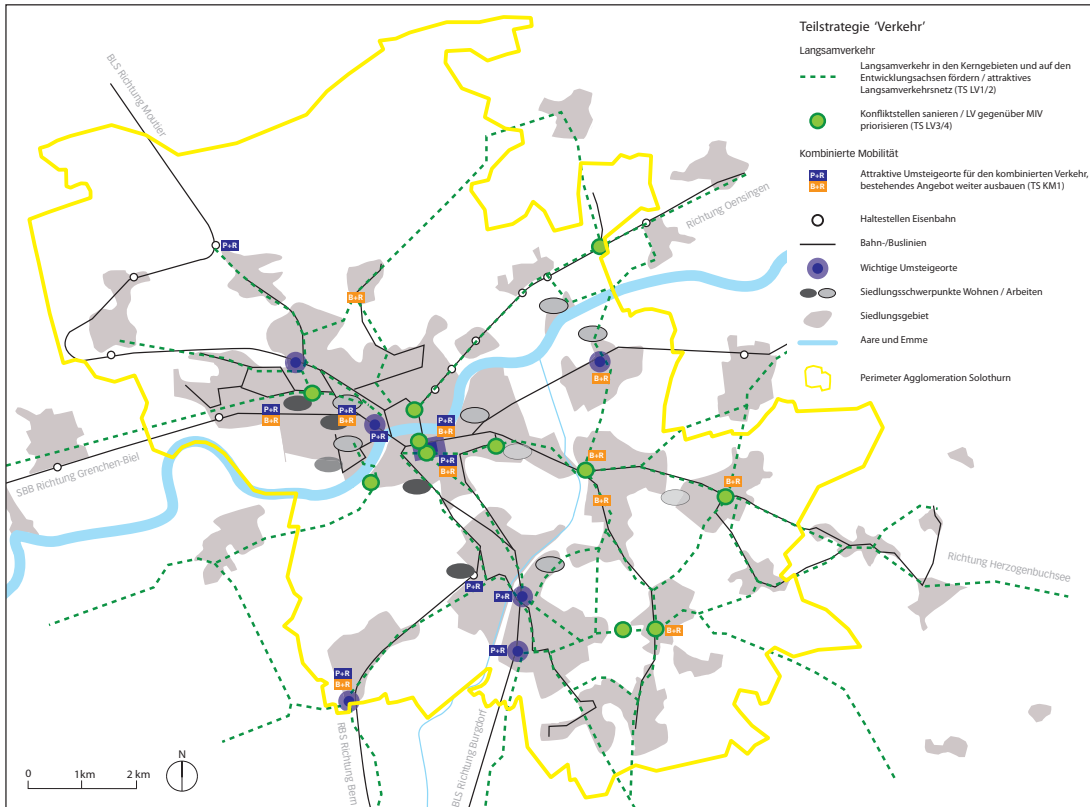 Teilstrategie 'Verkehr'
Langsamverkehr
Langsamverkehr in den Kerngebieten und auf den
Entwicklungsachsen fördern / attraktives
Langsamverkehrsnetz (TS LV1/2)
Konfliktstellen sanieren / LV gegenüber MIV
priorisieren (TS LV3/4)
Kombinierte Mobilität
P+R
B+R
Attraktive Umsteigeorte für den kombinierten Verkehr,
bestehendes Angebot weiter ausbauen (TS KM1)
Haltestellen Eisenbahn
Bahn-/Buslinien
Wichtige Umsteigeorte
Siedlungsschwerpunkte Wohnen / Arbeiten
Siedlungsgebiet
Aare und Emme
Perimeter Agglomeration Solothurn
BLS Richtung Moutier
Richtung Oensingen
P+R
B+R
B+R
P+R
B+R
P+R
B+R
P+R
P+R
B+R
P+R
B+R
B+R
B+R
B+R
SBB Richtung Grenchen-Biel
Richtung Herzogenbuchsee
P+R
P+R
B+R
P+R
P+R
B+R
RBS Richtung Bern
BLS Richtung Burgdorf
N
0 1km 2 km